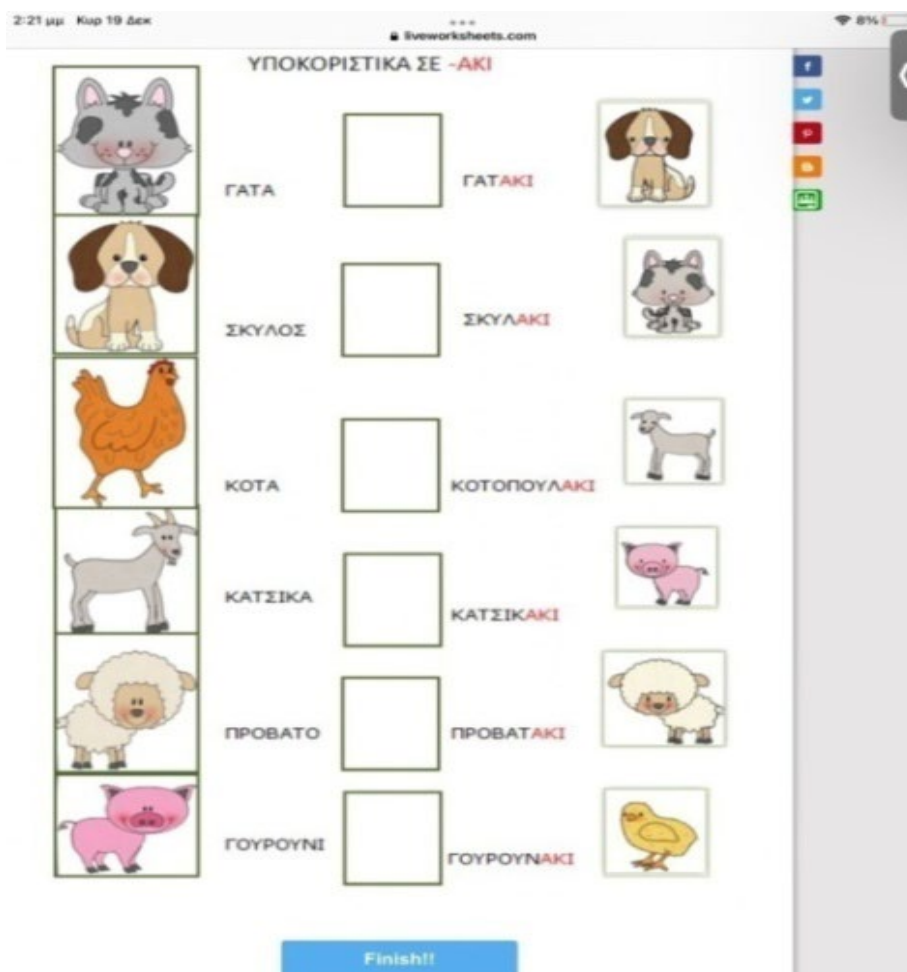 2:21 μμ Κυρ 19 Δεκ
8%
liveworksheets.com
ΥΠΟΚΟΡΙΣΤΙΚΑ ΣΕ -ΑΚΙ
ΓΑΤΑ ΓΑΤΑΚΙ
ΣΚΥΛΟΣ ΣΚΥΛΑΚΙ
ΚΟΤΑ ΚΟΤΟΠΟΥΛΑΚΙ
ΚΑΤΣΙΚΑ ΚΑΤΣΙΚΑΚΙ
ΠΡΟΒΑΤΟ ΠΡΟΒΑΤΑΚΙ
ΓΟΥΡΟΥΝΙ ΓΟΥΡΟΥΝΑΚΙ
Finish!!